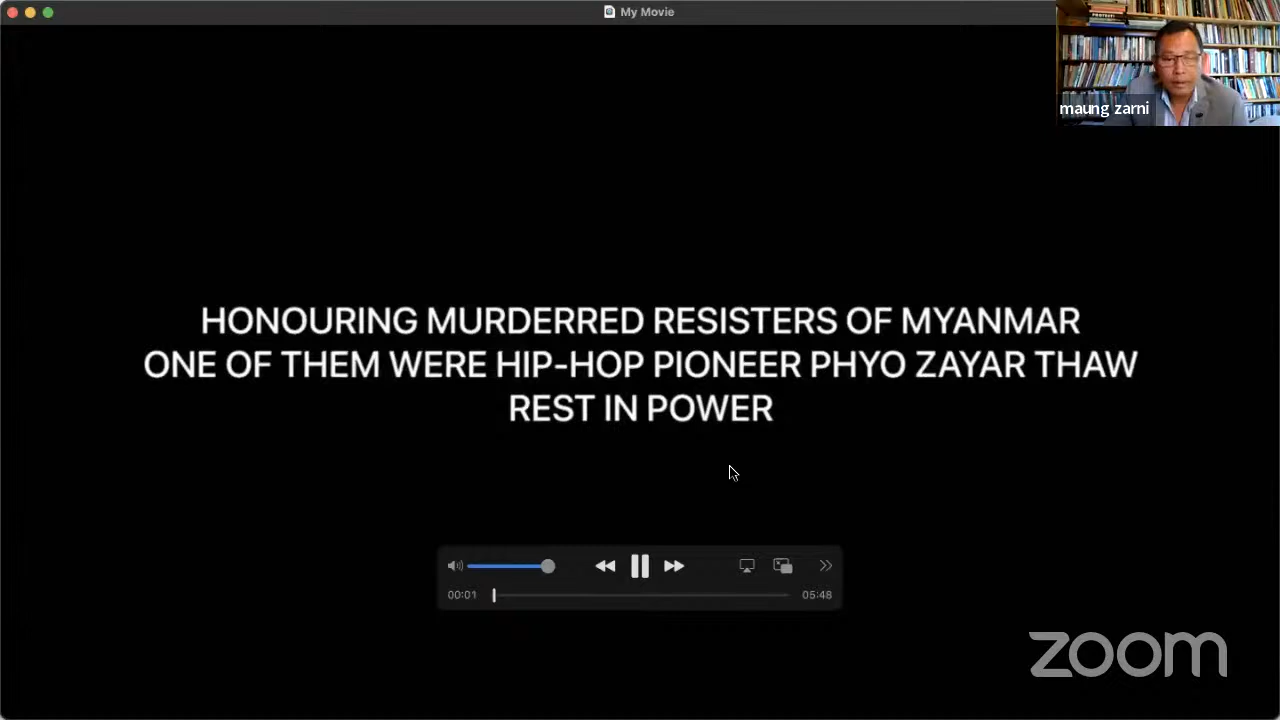 My Movie
maung zarni
HONOURING MURDERRED RESISTERS OF MYANMAR
ONE OF THEM WERE HIP-HOP PIONEER PHYO ZAYAR THAW
REST IN POWER
00:01
05:48
zoom